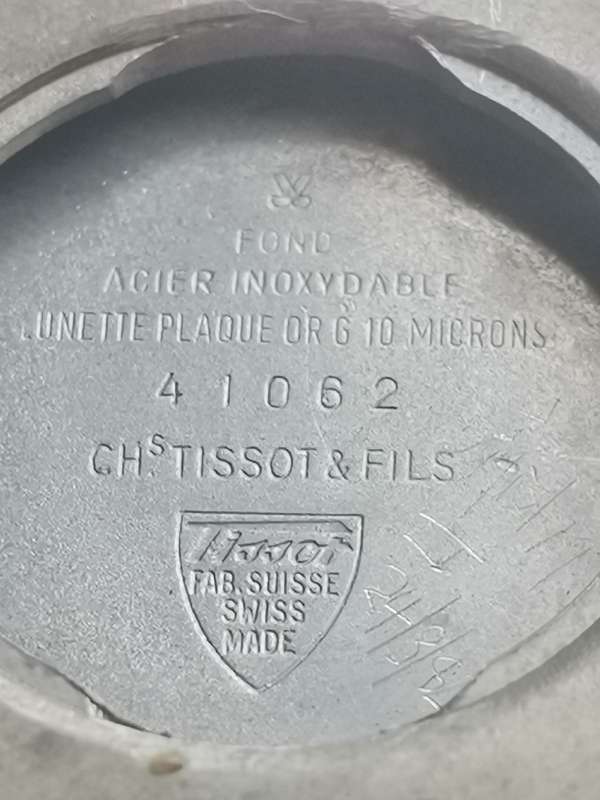 FOND
ACIER INOXYDABLE
LUNETTE PLAQUE OR G 10 MICRONS
41062
CHS. TISSOT & FILS
Tissot
FAB. SUISSE
SWISS
MADE